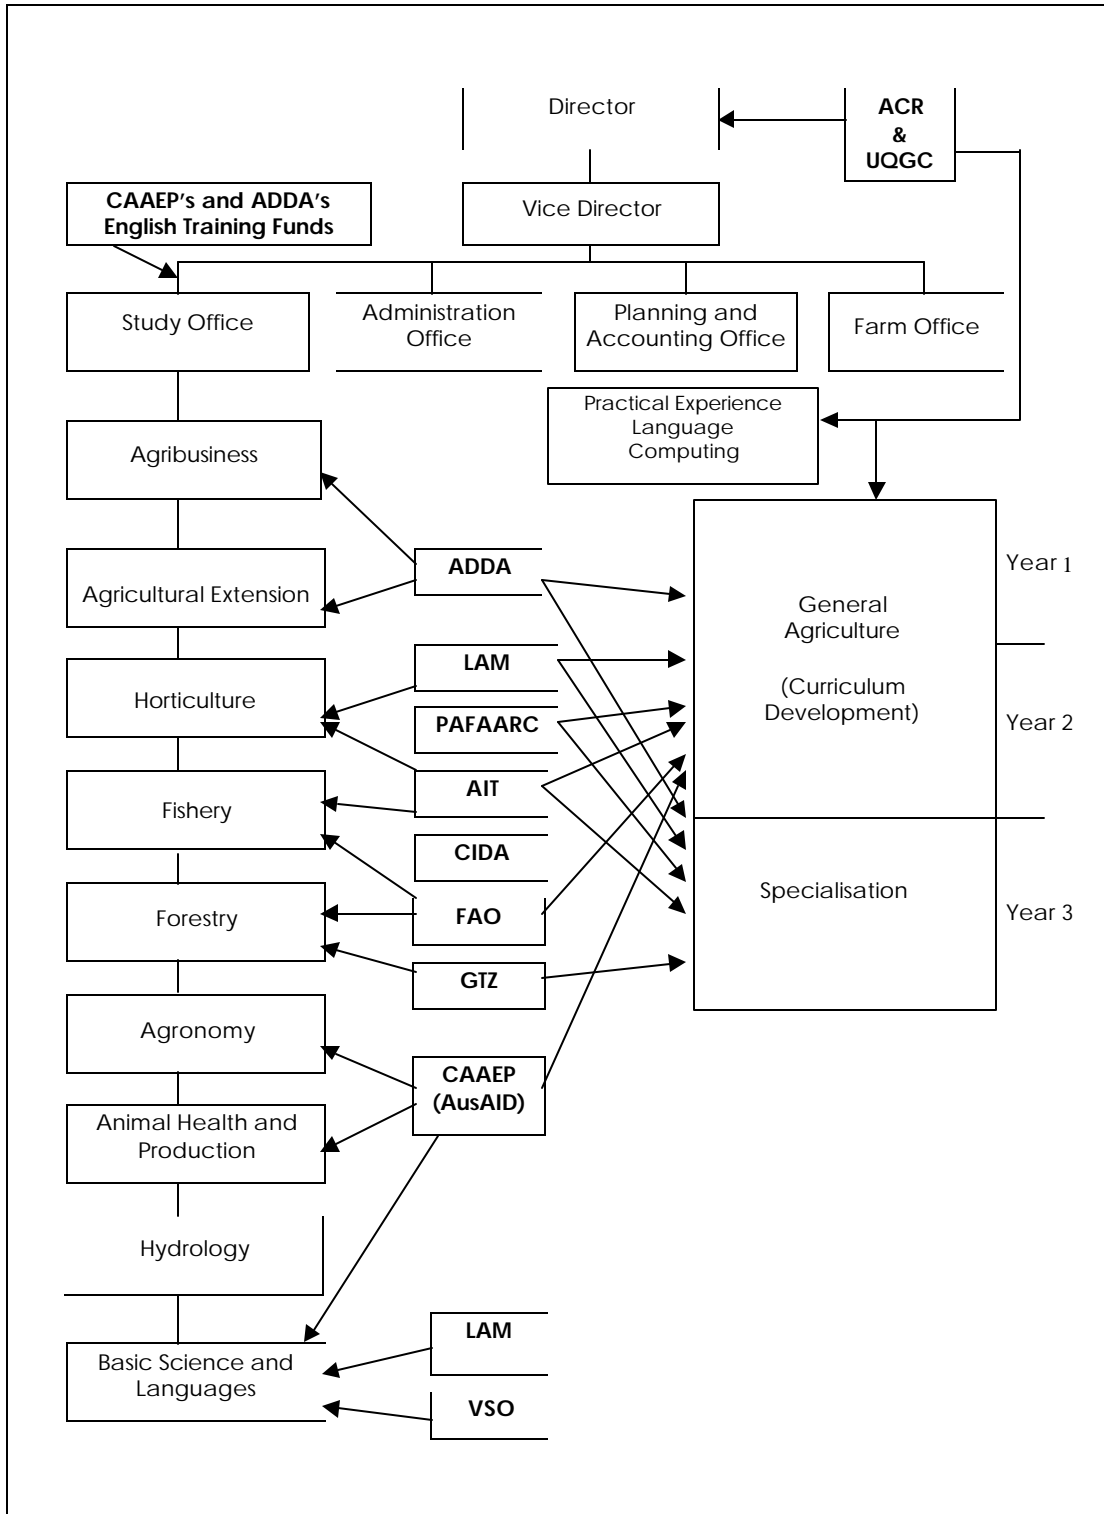 Director
ACR
&
UQGC
CAAEP's and ADDA's
English Training Funds
Vice Director
Study Office
Administration
Office
Planning and
Accounting Office
Farm Office
Practical Experience
Language
Computing
Agribusiness
ADDA
Agricultural Extension
General
Agriculture
(Curriculum
Development)
Year 1
LAM
Horticulture
PAFAARC
Year 2
AIT
Fishery
CIDA
Specialisation
FAO
Forestry
Year 3
GTZ
Agronomy
CAAEP
(AusAID)
Animal Health and
Production
Hydrology
LAM
Basic Science and
Languages
VSO